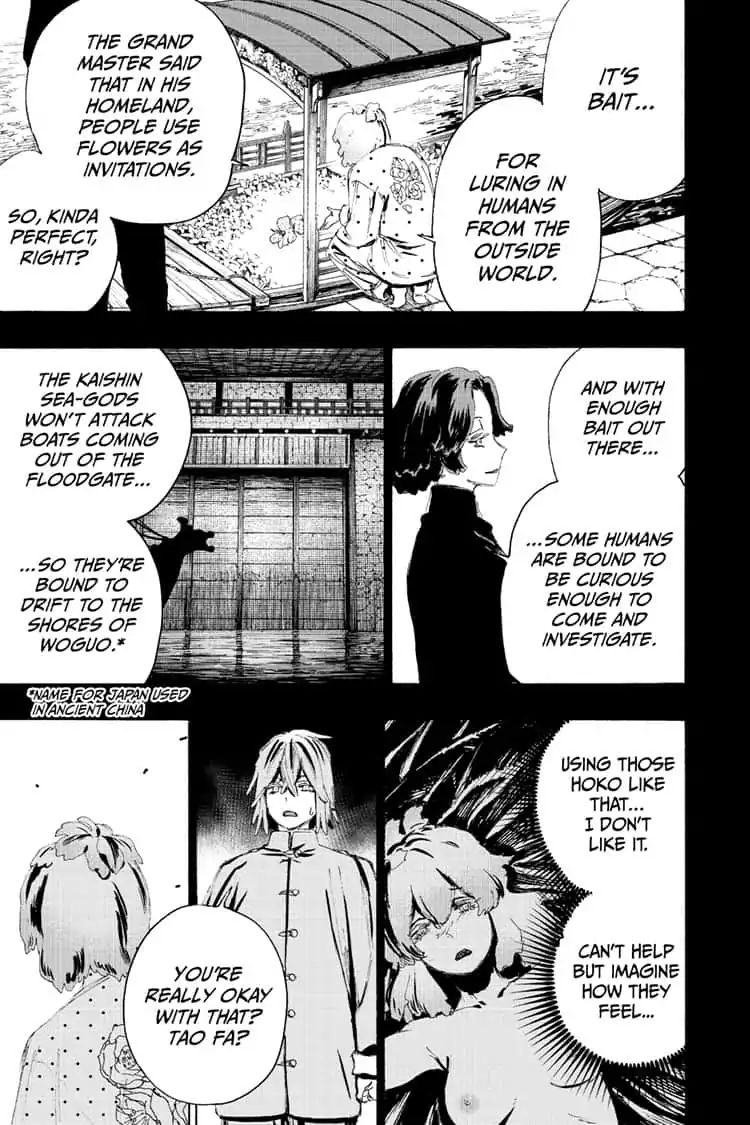 IT'S
BAIT...
FOR
LURING IN
HUMANS
FROM THE
OUTSIDE
WORLD.
THE GRAND
MASTER SAID
THAT IN HIS
HOMELAND,
PEOPLE USE
FLOWERS AS
INVITATIONS.
SO, KINDA
PERFECT,
RIGHT?
AND WITH
ENOUGH
BAIT OUT
THERE...
...SOME HUMANS
ARE BOUND TO
BE CURIOUS
ENOUGH TO
COME AND
INVESTIGATE.
THE KAISHIN
SEA-GODS
WON'T ATTACK
BOATS COMING
OUT OF THE
FLOODGATE...
...SO THEY'RE
BOUND TO
DRIFT TO THE
SHORES OF
WOGUO.*
*NAME FOR JAPAN USED
IN ANCIENT CHINA
USING THOSE
HOKO LIKE
THAT...
I DON'T
LIKE IT.
CAN'T HELP
BUT IMAGINE
HOW THEY
FEEL...
YOU'RE
REALLY OKAY
WITH THAT?
TAO FA?